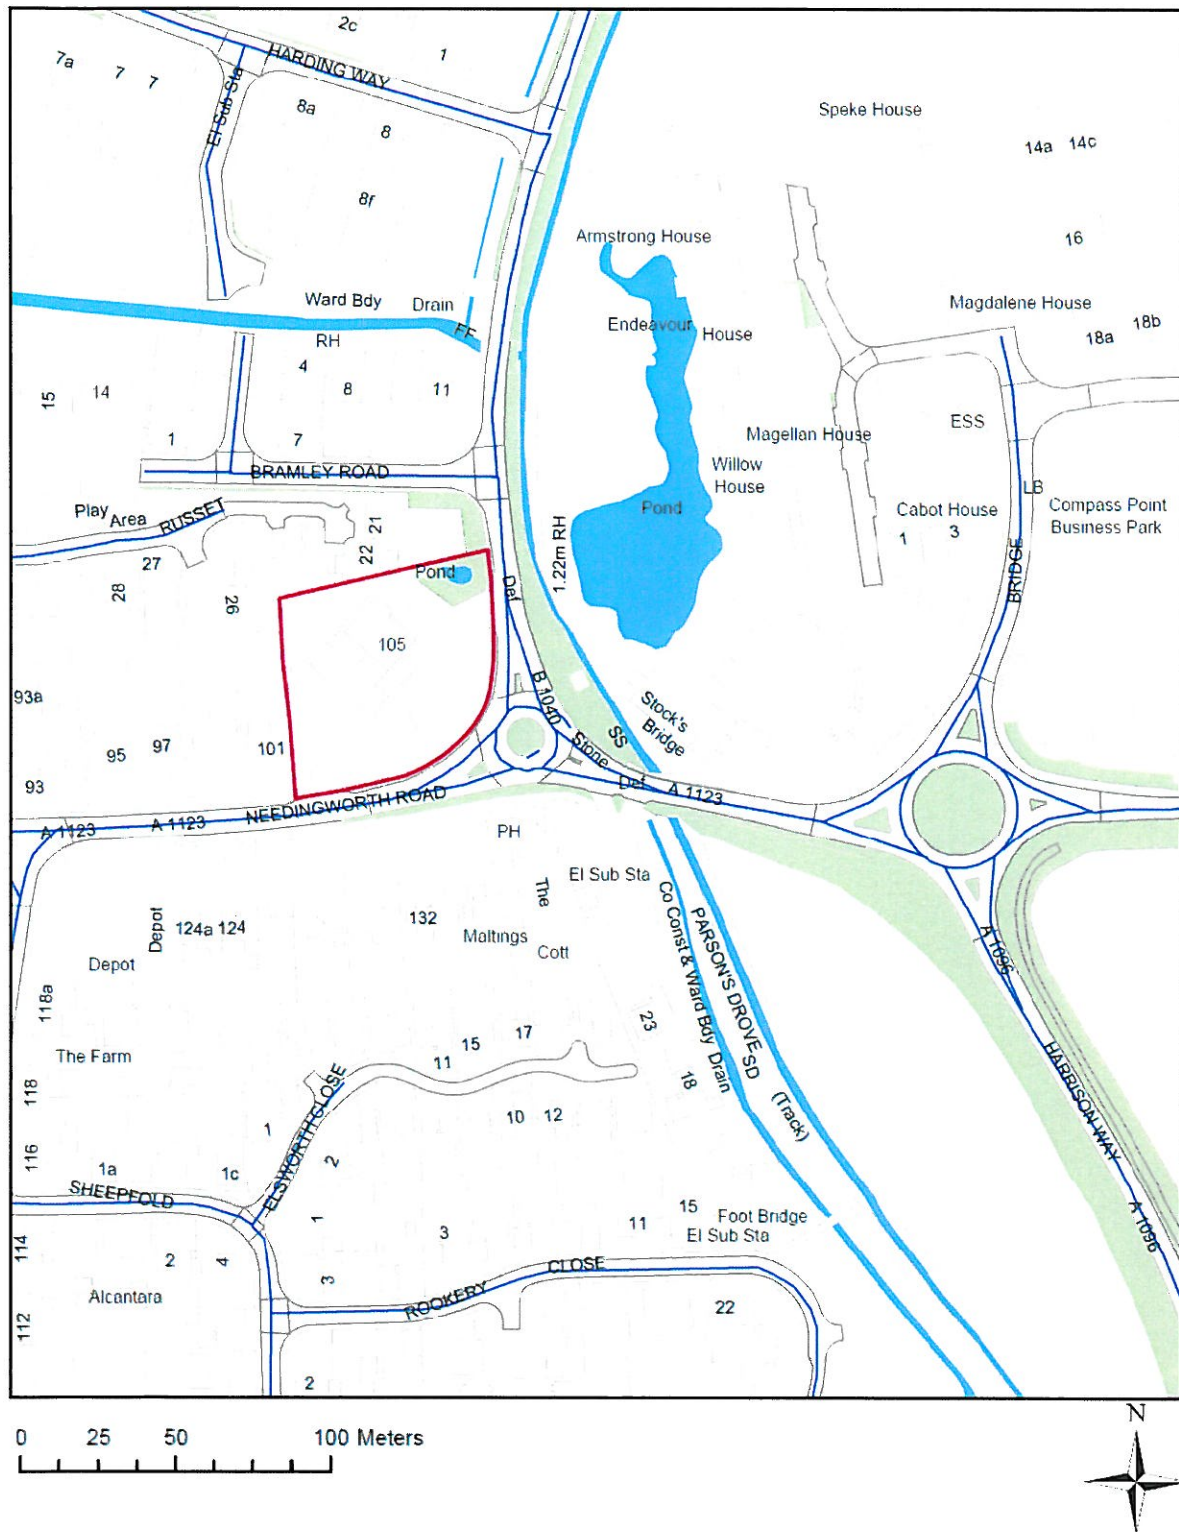 2c
1
HARDING WAY
7a
7
7
El Sub Sta
8a
8
8f
Speke House
14a
14c
16
Armstrong House
Ward Bdy
Drain
FF
RH
Endeavour
House
Magdalene House
18a
18b
4
8
11
15
14
1
7
BRAMLEY ROAD
Magellan House
ESS
Willow
House
LB
Play
Area
RUSSET
21
22
Pond
Cabot House
1
3
Compass Point
Business Park
1.22m RH
BRIDGE
27
28
26
Pond
Def
105
93a
95
97
101
93
B 1040
Stone
SS
Stock's
Bridge
Def
A 1123
NEEDINGWORTH ROAD
A 1123
A 1123
PH
El Sub Sta
The
Depot
124a
124
132
Maltings
Cott
Depot
118a
Co Const & Ward Bdy Drain
PARSON'S DROVE SD
(Track)
A 1096
HARRISON WAY
A 1096
The Farm
23
17
15
11
18
118
ELSWORTH CLOSE
10
12
1
116
1a
1c
2
SHEEPFOLD
1
3
11
15
Foot Bridge
El Sub Sta
114
2
4
3
CLOSE
ROOKERY
Alcantara
22
112
2
0
25
50
100 Meters
N